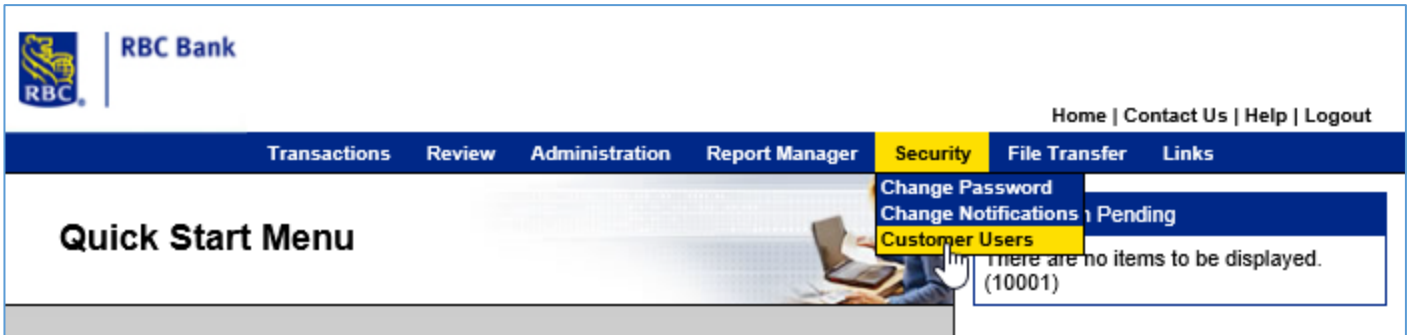 RBC Bank
RBC
Home | Contact Us | Help | Logout
Transactions Review Administration Report Manager Security File Transfer Links
Change Password
Change Notifications
Customer Users
Pending
Quick Start Menu
There are no items to be displayed.
(10001)